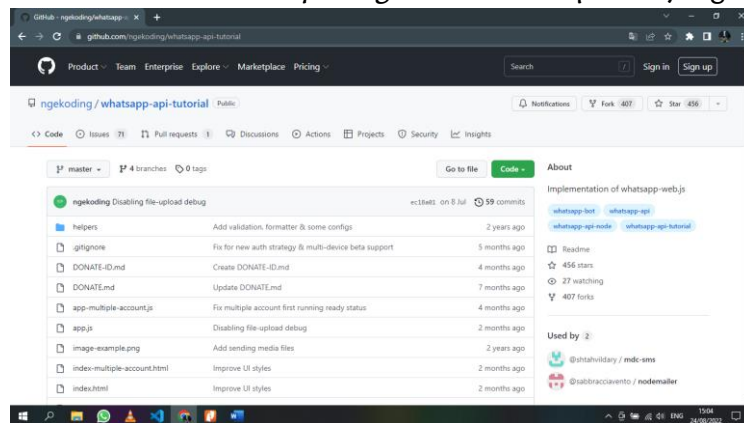 GitHub - ngekoding/whatsapp-
github.com/ngekoding/whatsapp-api-tutorial
Product Team Enterprise Explore Marketplace Pricing
Search
/
Sign in
Sign up
ngekoding / whatsapp-api-tutorial Public
Notifications
Fork 407
Star 456
Code
Issues 71
Pull requests 1
Discussions
Actions
Projects
Security
Insights
master
4 branches
0 tags
Go to file
Code
ngekoding Disabling file-upload debug on 8 Jul 59 commits
helpers Add validation, formatter & some configs 2 years ago
.gitignore Fix for new auth strategy & multi-device beta support 5 months ago
DONATE-ID.md Create DONATE-ID.md 4 months ago
DONATE.md Update DONATE.md 7 months ago
app-multiple-account.js Fix multiple account first running ready status 4 months ago
app.js Disabling file-upload debug 2 months ago
image-example.png Add sending media files 2 years ago
index-multiple-account.html Improve UI styles 2 months ago
index.html Improve UI styles 2 months ago
About
Implementation of whatsapp-web.js
whatsapp-bot whatsapp-api
whatsapp-api-node whatsapp-api-tutorial
Readme
456 stars
27 watching
407 forks
Used by 2
@shtahvildary / mdc-sms
@sabbracciavento / nodemailer
ENG
15:04
24/08/2022